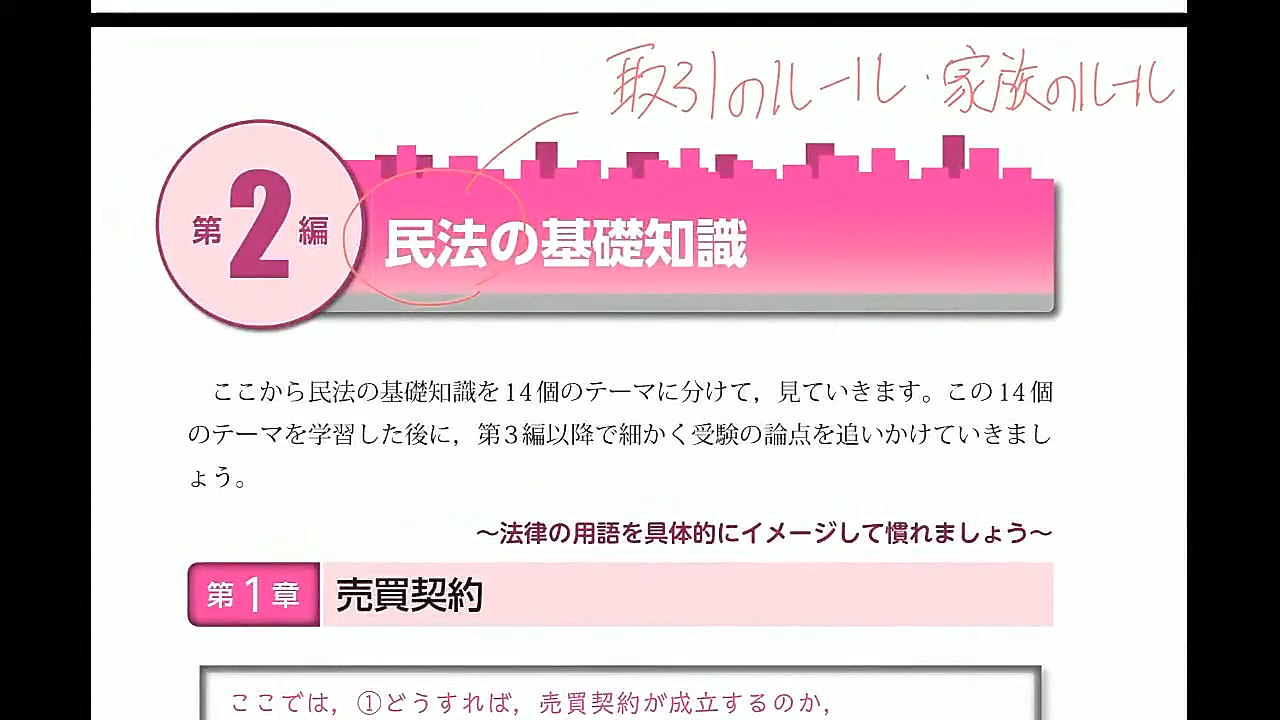 取引のルール・家族のルール
第2編
民法の基礎知識
ここから民法の基礎知識を14個のテーマに分けて，見ていきます。この14個
のテーマを学習した後に，第3編以降で細かく受験の論点を追いかけていきまし
ょう。
～法律の用語を具体的にイメージして慣れましょう～
第1章 売買契約
ここでは，①どうすれば，売買契約が成立するのか，